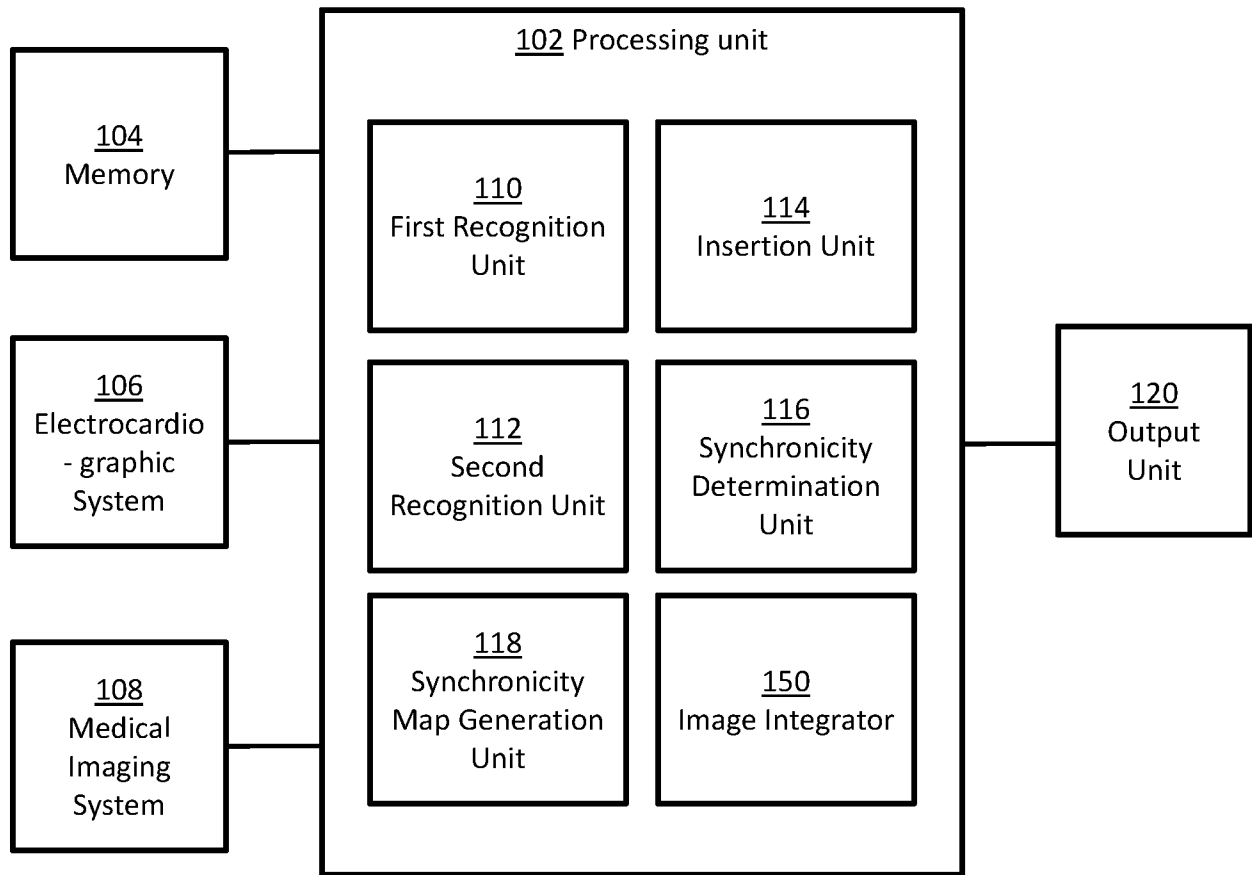 102 Processing unit
104
Memory
106
Electrocardio
- graphic
System
108
Medical
Imaging
System
110
First Recognition
Unit
114
Insertion Unit
112
Second
Recognition Unit
116
Synchronicity
Determination
Unit
118
Synchronicity
Map Generation
Unit
150
Image Integrator
120
Output
Unit